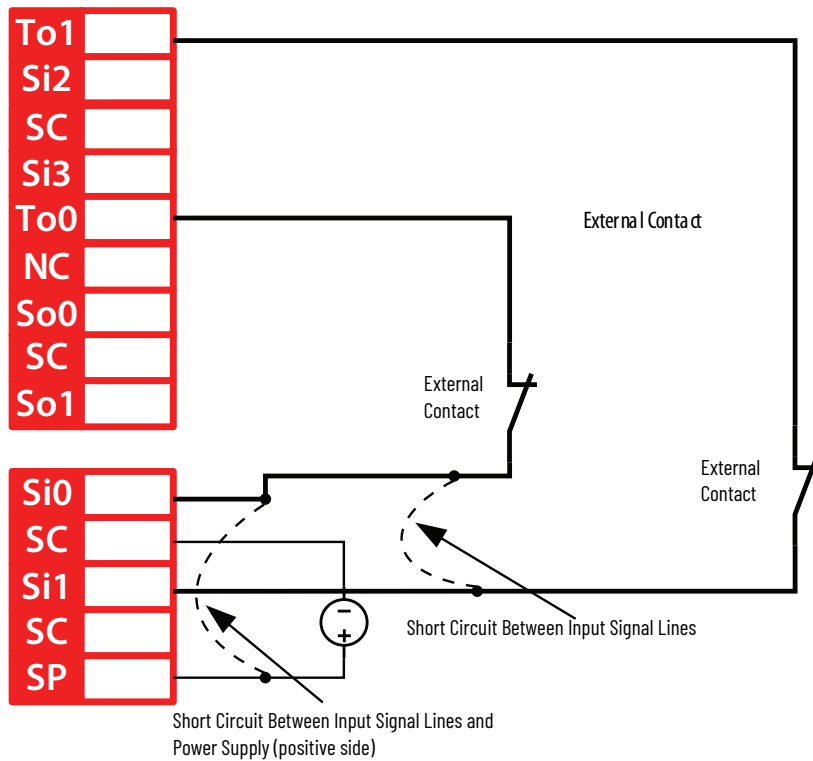 To1
Si2
SC
Si3
To0
NC
So0
SC
So1
External Contact
External
Contact
External
Contact
Si0
SC
Si1
SC
SP
−
+
Short Circuit Between Input Signal Lines
Short Circuit Between Input Signal Lines and
Power Supply (positive side)